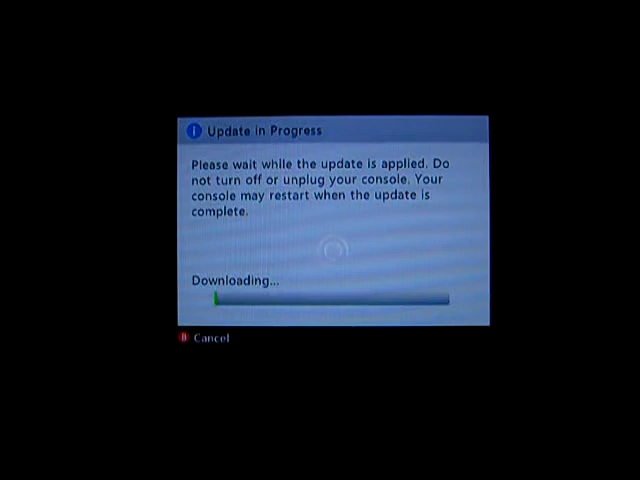 i Update in Progress
Please wait while the update is applied. Do
not turn off or unplug your console. Your
console may restart when the update is
complete.
Downloading...
B Cancel